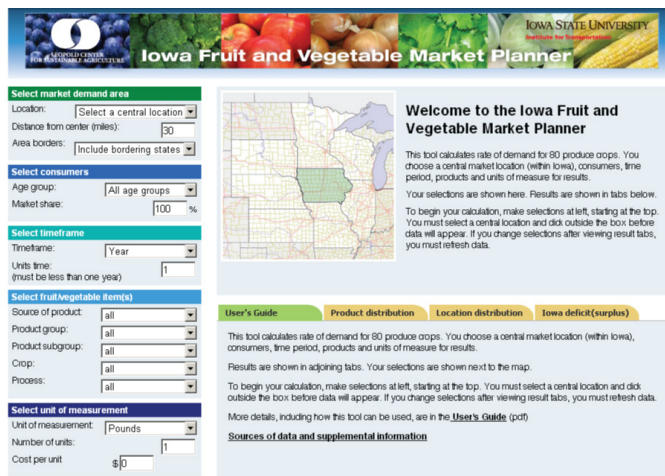 IOWA STATE UNIVERSITY
Institute for Transportation
LEOPOLD CENTER
FOR SUSTAINABLE AGRICULTURE
Iowa Fruit and Vegetable Market Planner
Select market demand area
Location: Select a central location
Distance from center (miles): 30
Area borders: Include bordering states
Select consumers
Age group: All age groups
Market share: 100 %
Select timeframe
Timeframe: Year
Units time: 1
(must be less than one year)
Select fruit/vegetable item(s)
Source of product: all
Product group: all
Product subgroup: all
Crop: all
Process: all
Select unit of measurement
Unit of measurement: Pounds
Number of units: 1
Cost per unit $ 0
Welcome to the Iowa Fruit and
Vegetable Market Planner
This tool calculates rate of demand for 80 produce crops. You
choose a central market location (within Iowa), consumers, time
period, products and units of measure for results.
Your selections are shown here. Results are shown in tabs below.
To begin your calculation, make selections at left, starting at the top.
You must select a central location and click outside the box before
data will appear. If you change selections after viewing result tabs,
you must refresh data.
User's Guide Product distribution Location distribution Iowa deficit(surplus)
This tool calculates rate of demand for 80 produce crops. You choose a central market location (within Iowa),
consumers, time period, products and units of measure for results.
Results are shown in adjoining tabs. Your selections are shown next to the map.
To begin your calculation, make selections at left, starting at the top. You must select a central location and click
outside the box before data will appear. If you change selections after viewing result tabs, you must refresh data.
More details, including how this tool can be used, are in the User's Guide (pdf)
Sources of data and supplemental information